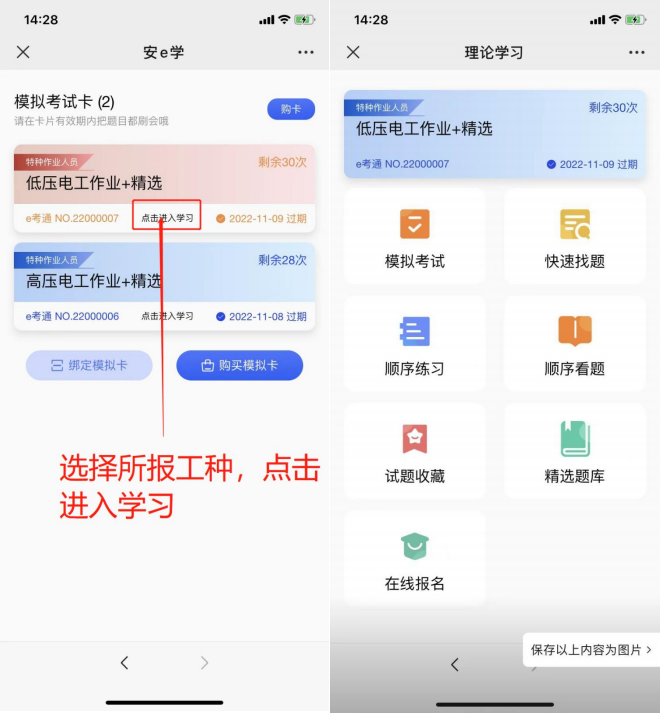 14:28
安e学
模拟考试卡 (2)
请在卡片有效期内把题目都刷会哦
购卡
特种作业人员
剩余30次
低压电工作业+精选
e考通 NO.22000007
点击进入学习
2022-11-09 过期
特种作业人员
剩余28次
高压电工作业+精选
e考通 NO.22000006
点击进入学习
2022-11-08 过期
绑定模拟卡
购买模拟卡
选择所报工种，点击
进入学习
14:28
理论学习
特种作业人员
剩余30次
低压电工作业+精选
e考通 NO.22000007
2022-11-09 过期
模拟考试
快速找题
顺序练习
顺序看题
试题收藏
精选题库
在线报名
保存以上内容为图片